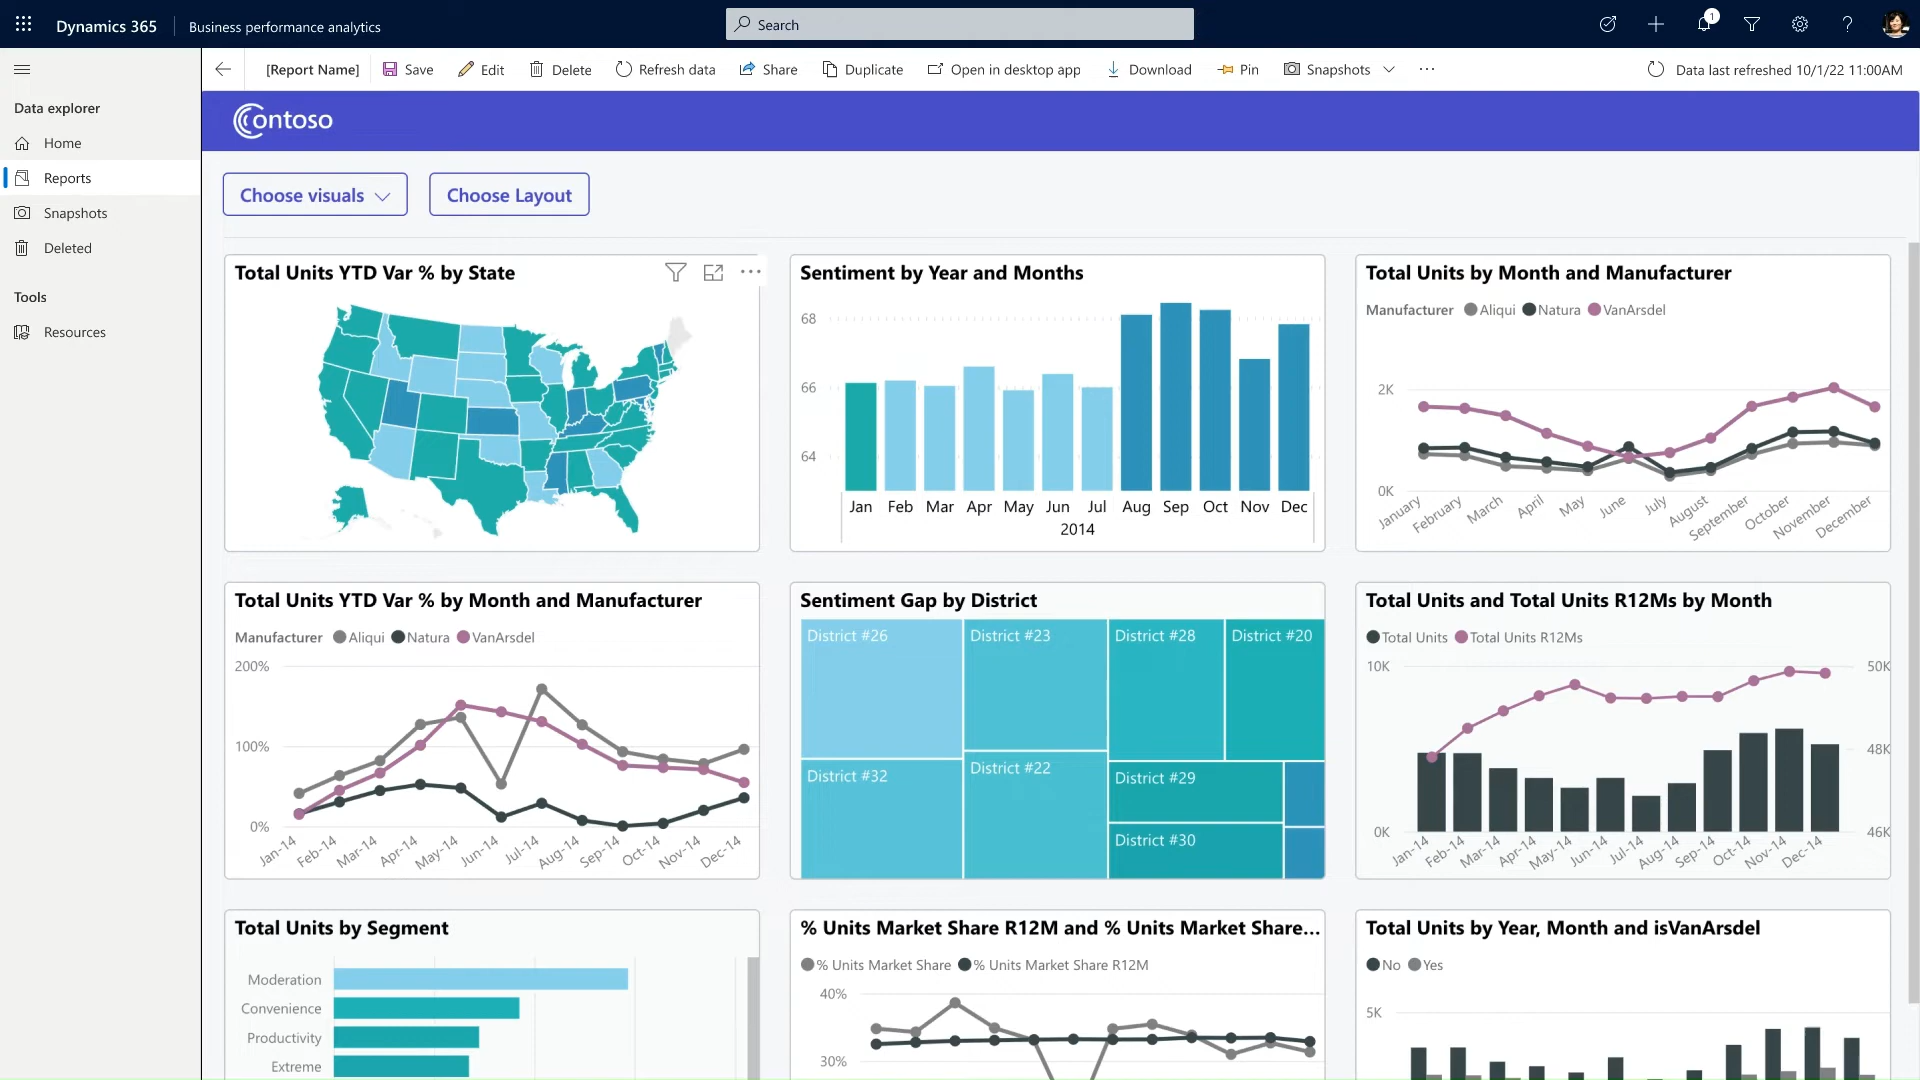 Dynamics 365
Business performance analytics
Search
1
?
[Report Name]
Save
Edit
Delete
Refresh data
Share
Duplicate
Open in desktop app
Download
Pin
Snapshots
Data last refreshed 10/1/22 11:00AM
Data explorer
Home
Reports
Snapshots
Deleted
Tools
Resources
Contoso
Choose visuals
Choose Layout
Total Units YTD Var % by State
Sentiment by Year and Months
68
66
64
Jan Feb Mar Apr May Jun Jul Aug Sep Oct Nov Dec
2014
Total Units by Month and Manufacturer
Manufacturer Aliqui Natura VanArsdel
2K
0K
January February March April May June July August September October November December
Total Units YTD Var % by Month and Manufacturer
Manufacturer Aliqui Natura VanArsdel
200%
100%
0%
Jan-14 Feb-14 Mar-14 Apr-14 May-14 Jun-14 Jul-14 Aug-14 Sep-14 Oct-14 Nov-14 Dec-14
Sentiment Gap by District
District #26
District #23
District #28
District #20
District #32
District #22
District #29
District #30
Total Units and Total Units R12Ms by Month
Total Units Total Units R12Ms
10K
0K
50K
48K
46K
Jan-14 Feb-14 Mar-14 Apr-14 May-14 Jun-14 Jul-14 Aug-14 Sep-14 Oct-14 Nov-14 Dec-14
Total Units by Segment
Moderation
Convenience
Productivity
Extreme
% Units Market Share R12M and % Units Market Share...
% Units Market Share % Units Market Share R12M
40%
30%
Total Units by Year, Month and isVanArsdel
No Yes
5K